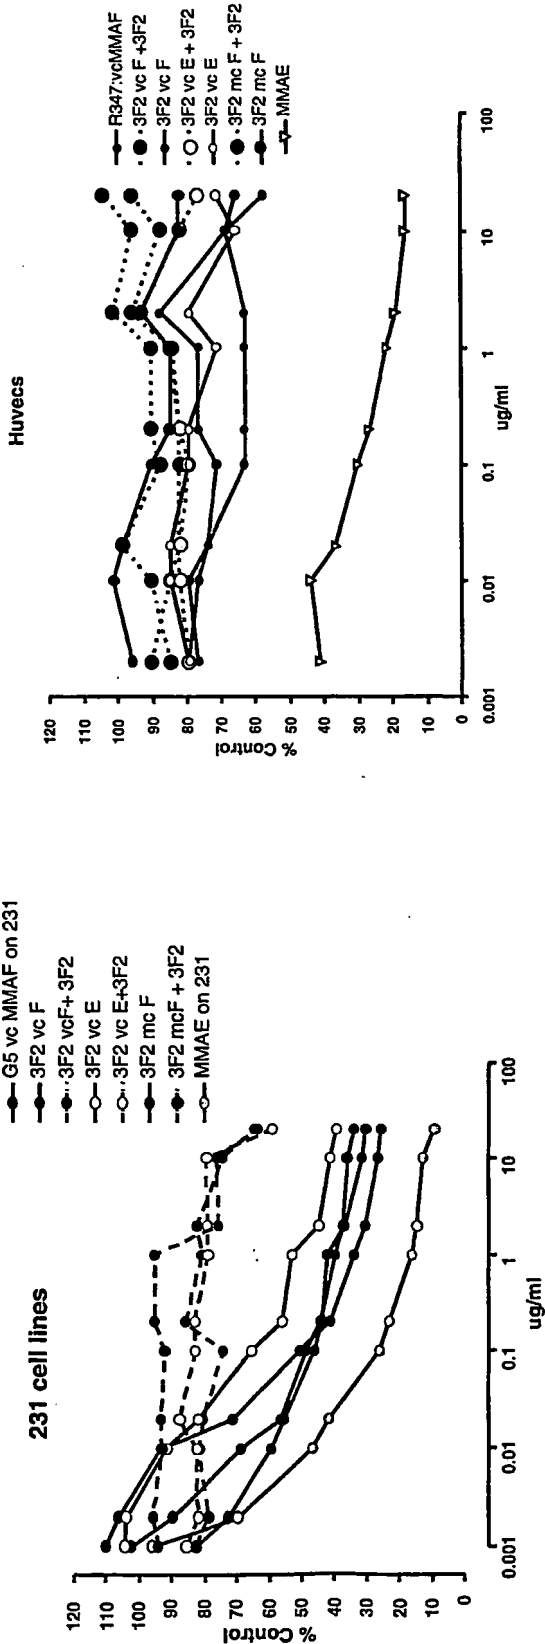 231 cell lines
G5 vc MMAF on 231
3F2 vc F
3F2 vcF+ 3F2
3F2 vc E
3F2 vc E+3F2
3F2 mc F
3F2 mcF + 3F2
MMAE on 231
% Control
120
100
80
60
50
40
30
20
10
0
0.001
0.01
0.1
1
10
100
ug/ml
Huvecs
R347:vcMMAF
3F2 vc F +3F2
3F2 vc F
3F2 vc E + 3F2
3F2 vc E
3F2 mc F + 3F2
3F2 mc F
MMAE
% Control
120
110
100
90
80
70
60
50
40
30
20
10
0
0.001
0.01
0.1
1
10
100
ug/ml